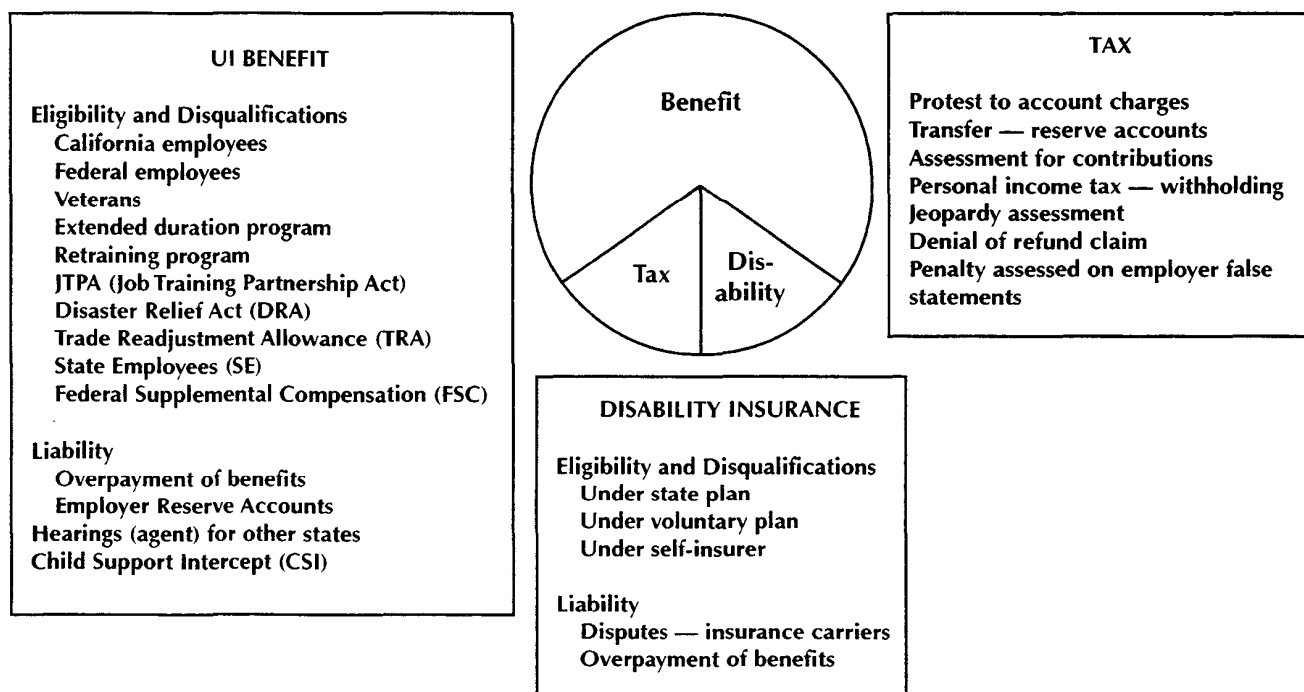 UI BENEFIT
Eligibility and Disqualifications
California employees
Federal employees
Veterans
Extended duration program
Retraining program
JTPA (Job Training Partnership Act)
Disaster Relief Act (DRA)
Trade Readjustment Allowance (TRA)
State Employees (SE)
Federal Supplemental Compensation (FSC)
Liability
Overpayment of benefits
Employer Reserve Accounts
Hearings (agent) for other states
Child Support Intercept (CSI)
Benefit
Tax
Dis-
ability
TAX
Protest to account charges
Transfer — reserve accounts
Assessment for contributions
Personal income tax — withholding
Jeopardy assessment
Denial of refund claim
Penalty assessed on employer false
statements
DISABILITY INSURANCE
Eligibility and Disqualifications
Under state plan
Under voluntary plan
Under self-insurer
Liability
Disputes — insurance carriers
Overpayment of benefits